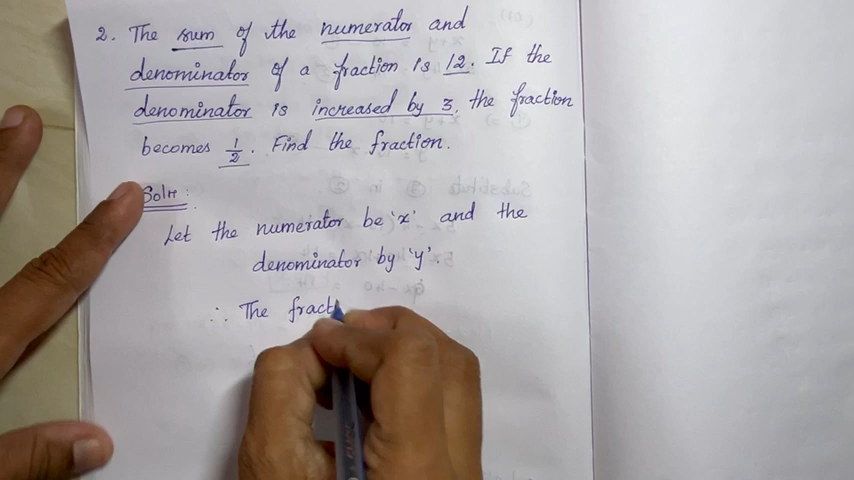 2. The sum of the numerator and
denominator of a fraction is 12. If the
denominator is increased by 3, the fraction
becomes 1/2. Find the fraction.
Soln:
Let the numerator be 'x' and the
denominator by 'y'.
∴ The fract